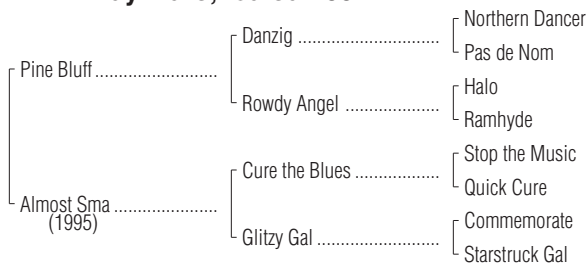 Northern Dancer
Danzig
Pas de Nom
Pine Bluff
Halo
Rowdy Angel
Ramhyde
Stop the Music
Cure the Blues
Quick Cure
Almost Sma
(1995)
Commemorate
Glitzy Gal
Starstruck Gal